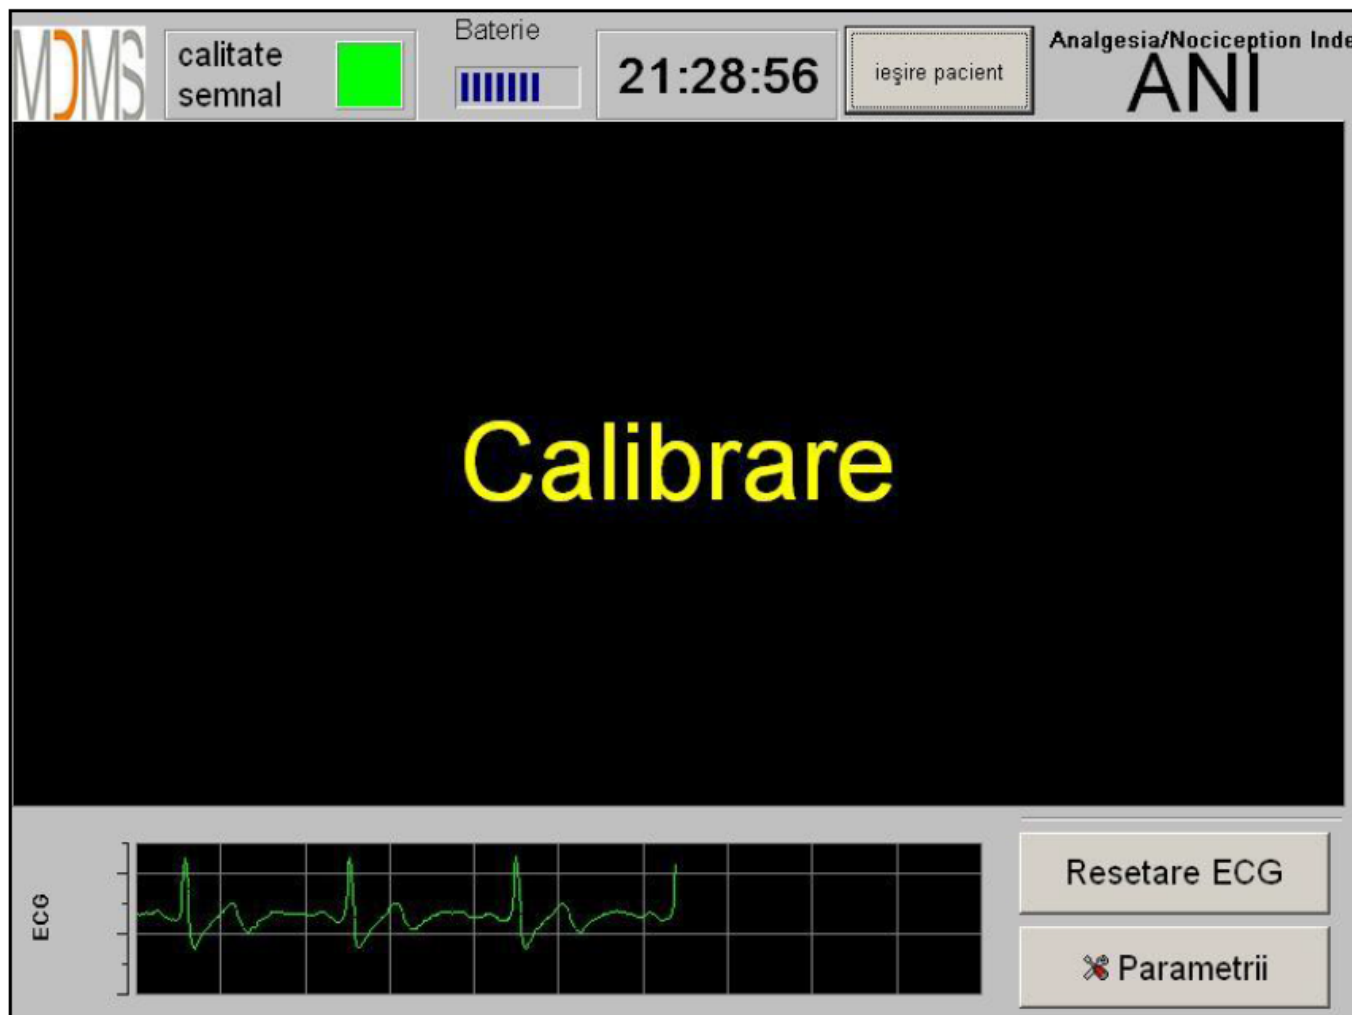 MDMS
calitate
semnal
Baterie
21:28:56
ieşire pacient
Analgesia/Nociception Inde
ANI
Calibrare
ECG
Resetare ECG
Parametrii